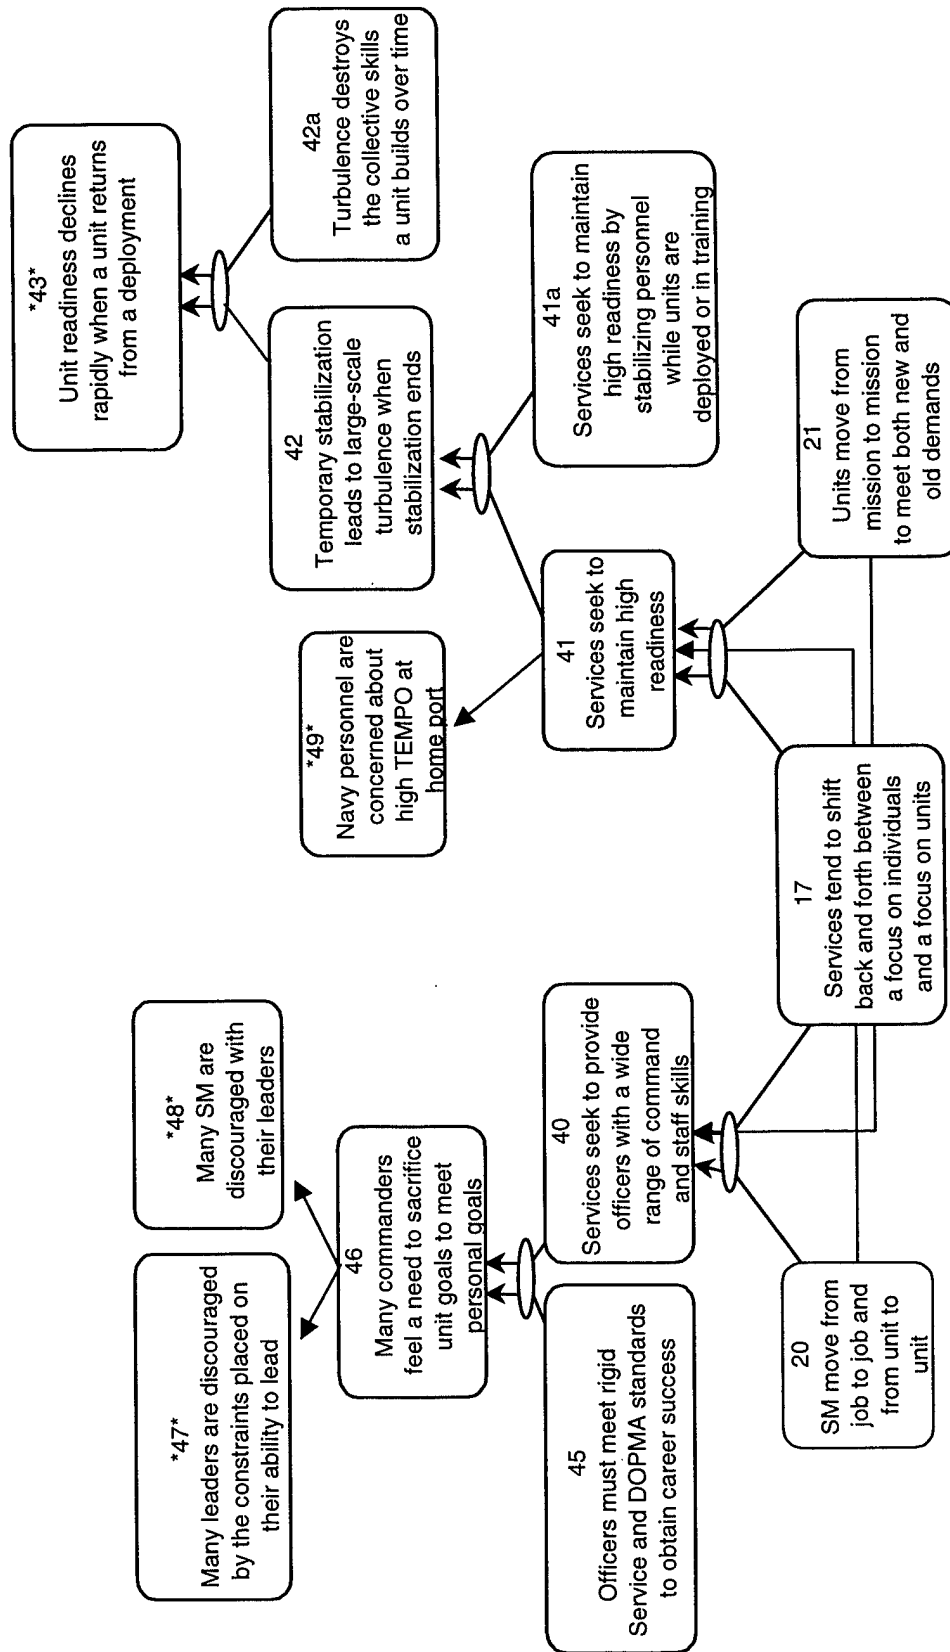 *43*
Unit readiness declines
rapidly when a unit returns
from a deployment
42
Temporary stabilization
leads to large-scale
turbulence when
stabilization ends
42a
Turbulence destroys
the collective skills
a unit builds over time
*49*
Navy personnel are
concerned about
high TEMPO at
home port
41
Services seek to
maintain high
readiness
41a
Services seek to maintain
high readiness by
stabilizing personnel
while units are
deployed or in training
*47*
Many leaders are discouraged
by the constraints placed on
their ability to lead
*48*
Many SM are
discouraged with
their leaders
46
Many commanders
feel a need to sacrifice
unit goals to meet
personal goals
45
Officers must meet rigid
Service and DOPMA standards
to obtain career success
40
Services seek to provide
officers with a wide
range of command
and staff skills
20
SM move from
job to job and
from unit to
unit
17
Services tend to shift
back and forth between
a focus on individuals
and a focus on units
21
Units move from
mission to mission
to meet both new and
old demands